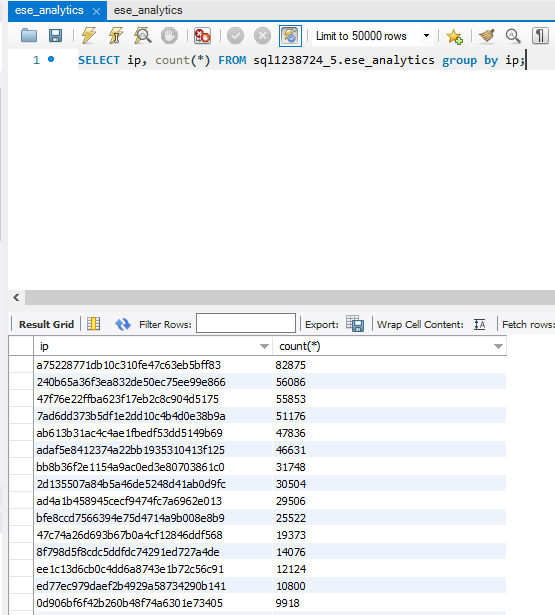 ese_analytics
ese_analytics
Limit to 50000 rows
1 SELECT ip, count(*) FROM sql1238724_5.ese_analytics group by ip;
Result Grid Filter Rows: Export: Wrap Cell Content: Fetch rows:
ip count(*)
a75228771db10c310fe47c63eb5bff83 82875
240b65a36f3ea832de50ec75ee99e866 56086
47f76e22ffba623f17eb2c8c904d5175 55853
7ad6dd373b5df1e2dd10c4b4d0e38b9a 51176
ab613b31ac4c4ae1fbedf53dd5149b69 47836
adaf5e8412374a22bb1935310413f125 46631
bb8b36f2e1154a9ac0ed3e80703861c0 31748
2d135507a84b5a46de5248d41ab0d9fc 30504
ad4a1b458945cecf9474fc7a6962e013 29506
bfe8ccd7566394e75d4714a9b008e8b9 25522
47c74a26d693b67b0a4cf12846ddf568 19373
8f798d5f8cdc5ddfdc74291ed727a4de 14076
ee1c13d6cb0c4dd6a8743e1b72c56c91 12124
ed77ec979daef2b4929a58734290b141 10800
0d906bf6f42b260b48f74a6301e73405 9918